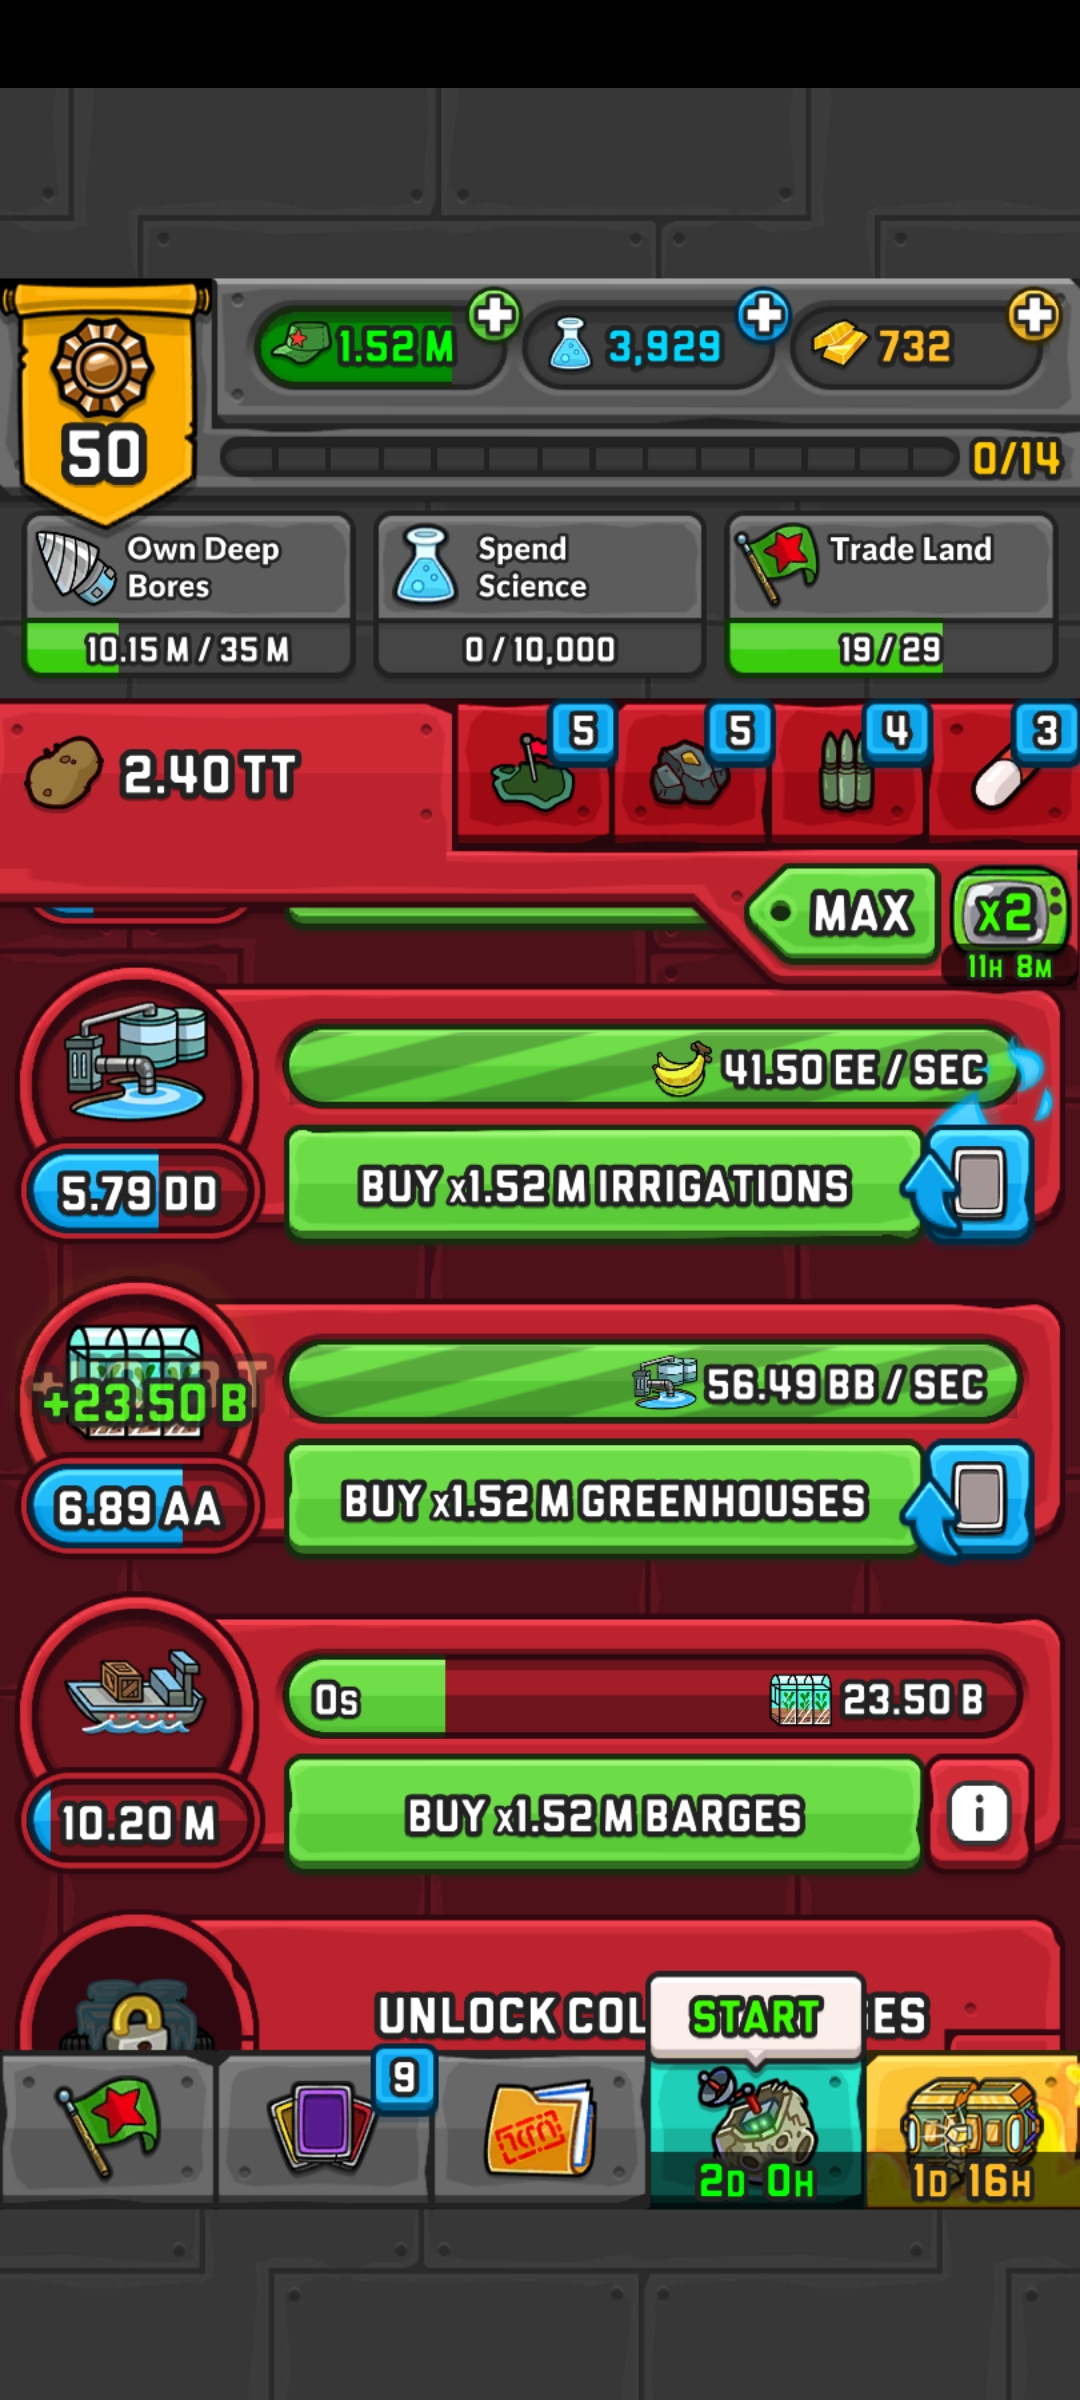 50
1.52 M
3,929
732
0/14
Own Deep
Bores
10.15 M / 35 M
Spend
Science
0 / 10,000
Trade Land
19 / 29
2.40 TT
5
5
4
3
MAX
x2
11H 8M
41.50 EE / SEC
5.79 DD
BUY x1.52 M IRRIGATIONS
56.49 BB / SEC
+23.50 B
6.89 AA
BUY x1.52 M GREENHOUSES
0s
23.50 B
10.20 M
BUY x1.52 M BARGES
i
UNLOCK
START
9
2D 0H
1D 16H